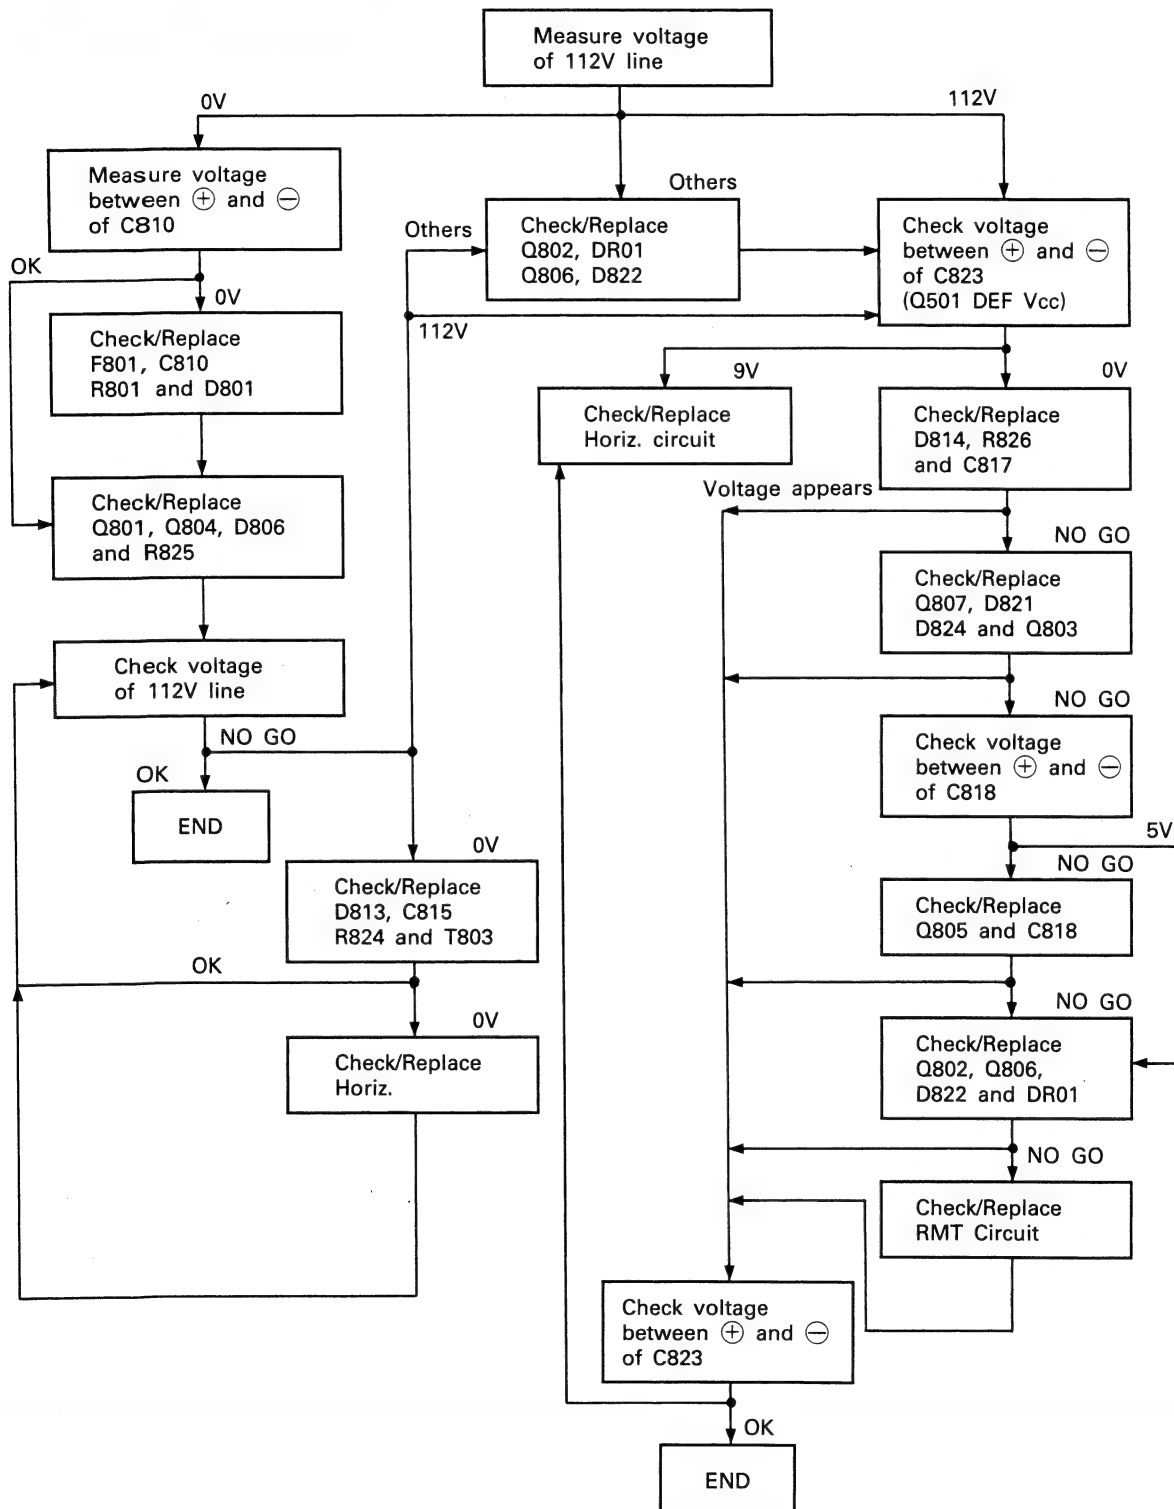 Measure voltage
of 112V line
0V
112V
Measure voltage
between ⊕ and ⊖
of C810
Others
Check/Replace
Q802, DR01
Q806, D822
Check voltage
between ⊕ and ⊖
of C823
(Q501 DEF Vcc)
Others
OK
0V
112V
Check/Replace
F801, C810
R801 and D801
9V
0V
Check/Replace
Horiz. circuit
Check/Replace
D814, R826
and C817
Check/Replace
Q801, Q804, D806
and R825
Voltage appears
NO GO
Check/Replace
Q807, D821
D824 and Q803
Check voltage
of 112V line
NO GO
NO GO
OK
Check voltage
between ⊕ and ⊖
of C818
END
5V
0V
NO GO
Check/Replace
D813, C815
R824 and T803
Check/Replace
Q805 and C818
OK
NO GO
0V
Check/Replace
Horiz.
Check/Replace
Q802, Q806,
D822 and DR01
NO GO
Check/Replace
RMT Circuit
Check voltage
between ⊕ and ⊖
of C823
OK
END